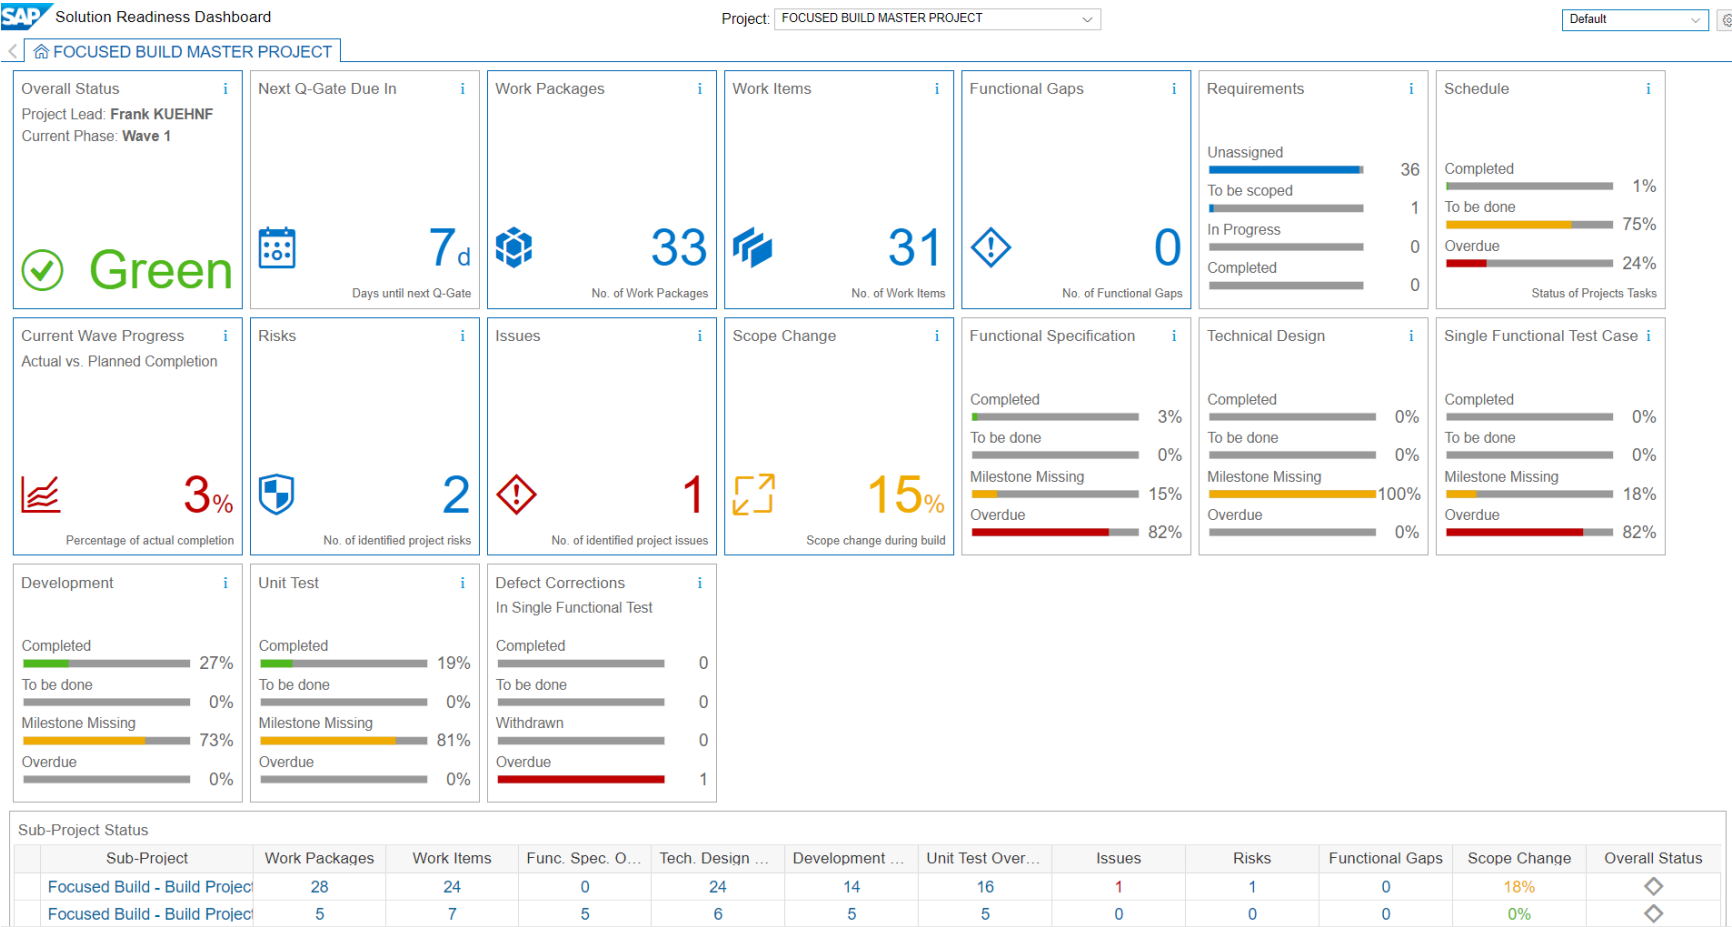 SAP Solution Readiness Dashboard
Project: FOCUSED BUILD MASTER PROJECT
Default
FOCUSED BUILD MASTER PROJECT
Overall Status i
Project Lead: Frank KUEHNF
Current Phase: Wave 1
Green
Next Q-Gate Due In i
7d
Days until next Q-Gate
Work Packages i
33
No. of Work Packages
Work Items i
31
No. of Work Items
Functional Gaps i
0
No. of Functional Gaps
Requirements i
Unassigned
36
To be scoped
1
In Progress
0
Completed
0
Schedule i
Completed
1%
To be done
75%
Overdue
24%
Status of Projects Tasks
Current Wave Progress i
Actual vs. Planned Completion
3%
Percentage of actual completion
Risks i
2
No. of identified project risks
Issues i
1
No. of identified project issues
Scope Change i
15%
Scope change during build
Functional Specification i
Completed
3%
To be done
0%
Milestone Missing
15%
Overdue
82%
Technical Design i
Completed
0%
To be done
0%
Milestone Missing
100%
Overdue
0%
Single Functional Test Case i
Completed
0%
To be done
0%
Milestone Missing
18%
Overdue
82%
Development i
Completed
27%
To be done
0%
Milestone Missing
73%
Overdue
0%
Unit Test i
Completed
19%
To be done
0%
Milestone Missing
81%
Overdue
0%
Defect Corrections i
In Single Functional Test
Completed
0
To be done
0
Withdrawn
0
Overdue
1
Sub-Project Status
Sub-Project Work Packages Work Items Func. Spec. O... Tech. Design ... Development ... Unit Test Over... Issues Risks Functional Gaps Scope Change Overall Status
Focused Build - Build Project 28 24 0 24 14 16 1 1 0 18%
Focused Build - Build Project 5 7 5 6 5 5 0 0 0 0%